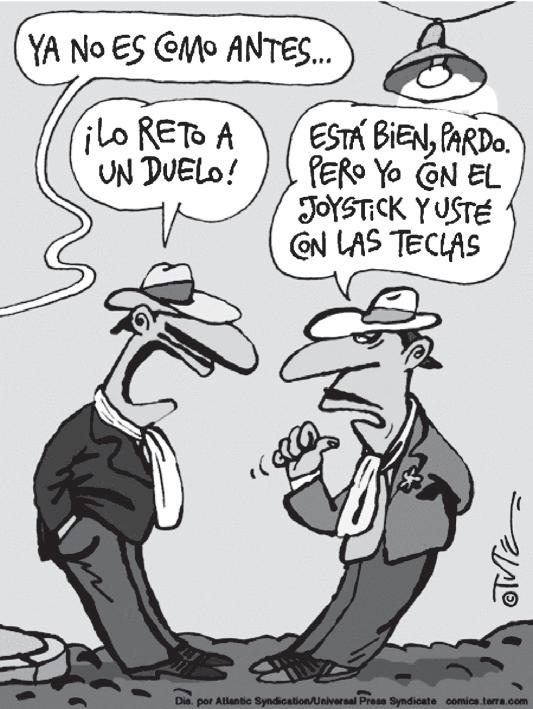 YA NO ES COMO ANTES...
¡LO RETO A
UN DUELO!
ESTÁ BIEN, PARDO.
PERO YO CON EL
JOYSTICK Y USTÉ
CON LAS TECLAS
©TUTE
Dis. por Atlantic Syndication/Universal Press Syndicate comics.terra.com